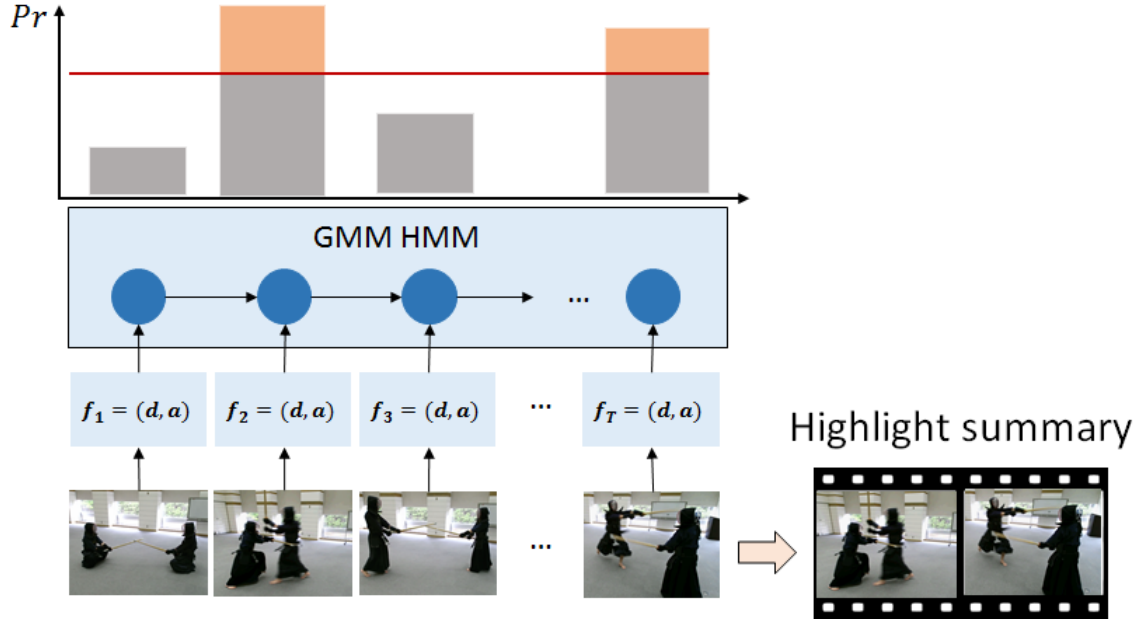 Pr
GMM HMM
...
f₁ = (d, a)
f₂ = (d, a)
f₃ = (d, a)
...
f_T = (d, a)
Highlight summary
...